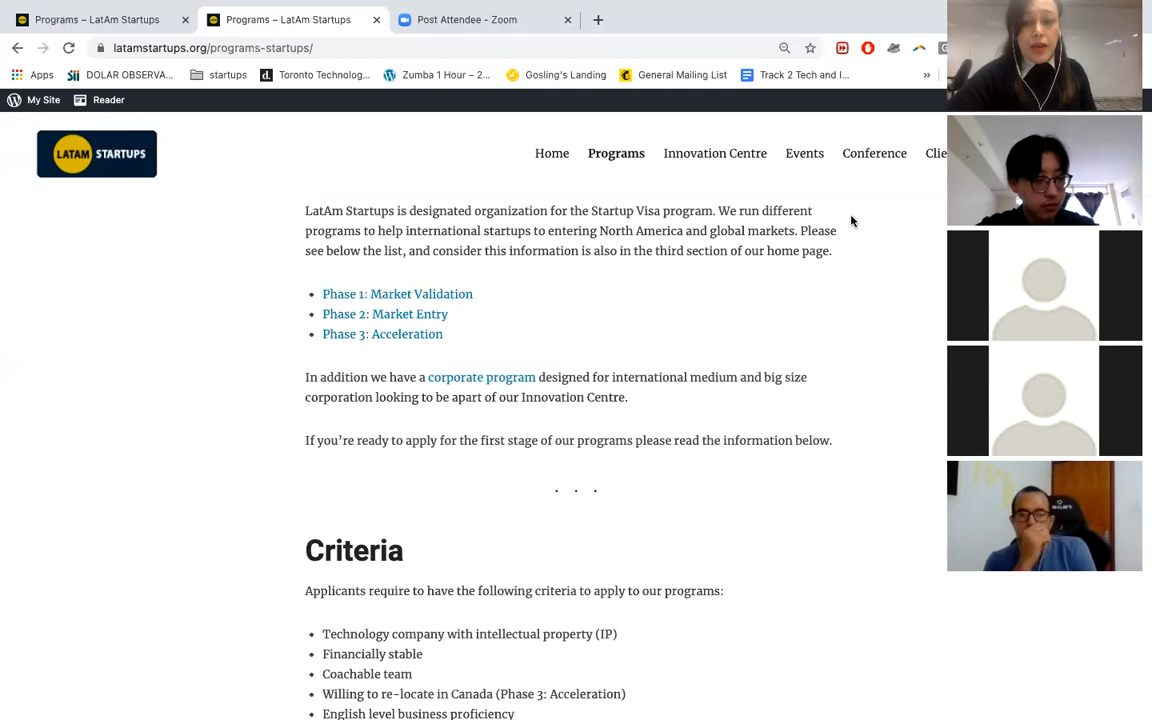 Programs – LatAm Startups
Programs – LatAm Startups
Post Attendee - Zoom
latamstartups.org/programs-startups/
Apps
DOLAR OBSERVA...
startups
Toronto Technolog...
Zumba 1 Hour – 2...
Gosling's Landing
General Mailing List
Track 2 Tech and I...
My Site
Reader
LATAM STARTUPS
Home
Programs
Innovation Centre
Events
Conference
Clie
LatAm Startups is designated organization for the Startup Visa program. We run different
programs to help international startups to entering North America and global markets. Please
see below the list, and consider this information is also in the third section of our home page.
• Phase 1: Market Validation
• Phase 2: Market Entry
• Phase 3: Acceleration
In addition we have a corporate program designed for international medium and big size
corporation looking to be apart of our Innovation Centre.
If you're ready to apply for the first stage of our programs please read the information below.
. . .
Criteria
Applicants require to have the following criteria to apply to our programs:
• Technology company with intellectual property (IP)
• Financially stable
• Coachable team
• Willing to re-locate in Canada (Phase 3: Acceleration)
• English level business proficiency